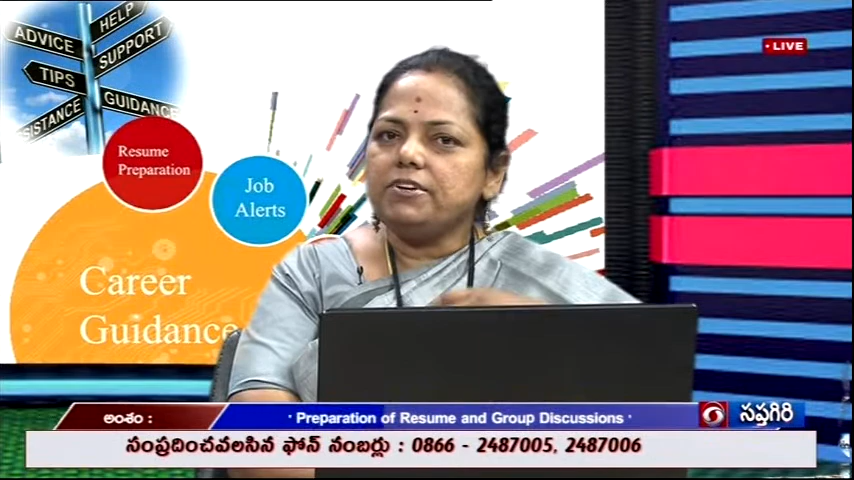 HELP
ADVICE
SUPPORT
TIPS
GUIDANCE
SISTANCE
LIVE
Resume
Preparation
Job
Alerts
Career
Guidance
అంశం :
· Preparation of Resume and Group Discussions ·
సప్తగిరి
సంప్రదించవలసిన ఫోన్ నంబర్లు : 0866 - 2487005, 2487006